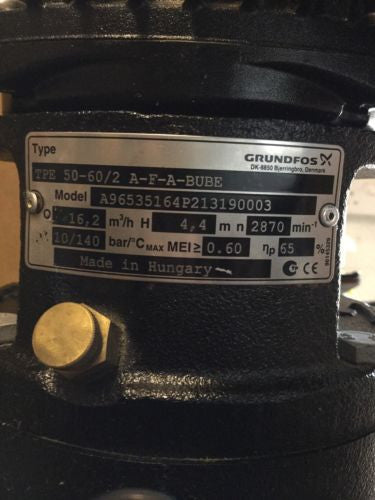 Type
GRUNDFOS X
DK-8850 Bjerringbro, Denmark
TPE 50-60/2 A-F-A-BUBE
Model A96535164P213190003
16,2 m³/h H 4,4 m n 2870 min⁻¹
10/140 bar/°C MAX MEI≥ 0.60 ηp 65 %
Made in Hungary
CE